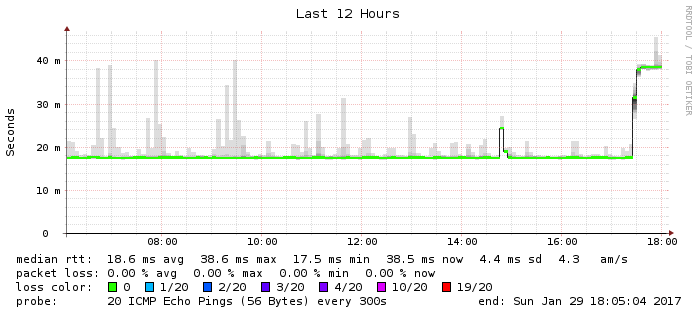 Last 12 Hours
RRDTOOL / TOBI OETIKER
Seconds
40 m
30 m
20 m
10 m
0
08:00 10:00 12:00 14:00 16:00 18:00
median rtt: 18.6 ms avg 38.6 ms max 17.5 ms min 38.5 ms now 4.4 ms sd 4.3 am/s
packet loss: 0.00 % avg 0.00 % max 0.00 % min 0.00 % now
loss color: 0 1/20 2/20 3/20 4/20 10/20 19/20
probe: 20 ICMP Echo Pings (56 Bytes) every 300s end: Sun Jan 29 18:05:04 2017